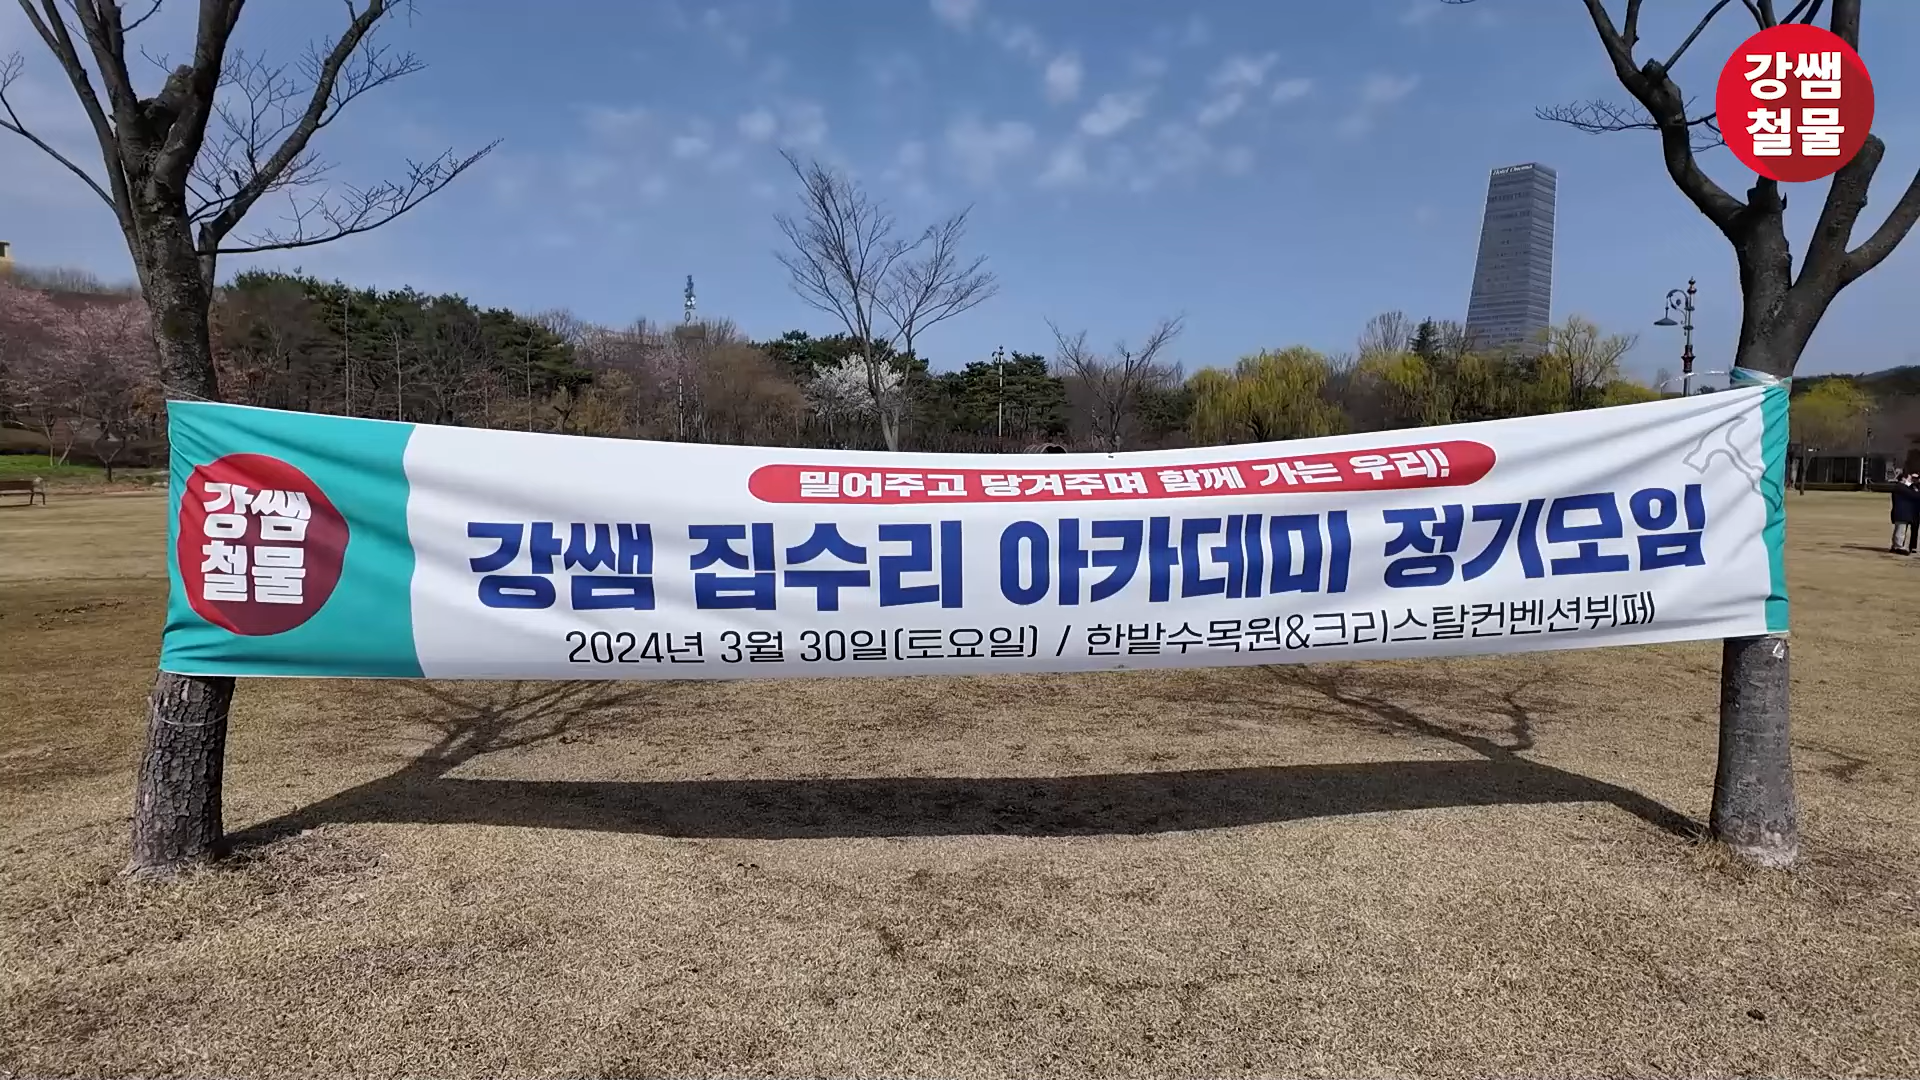 강쌤
철물
Hotel Onoma
강쌤
철물
밀어주고 당겨주며 함께 가는 우리!
강쌤 집수리 아카데미 정기모임
2024년 3월 30일(토요일) / 한밭수목원&크리스탈컨벤션뷔페